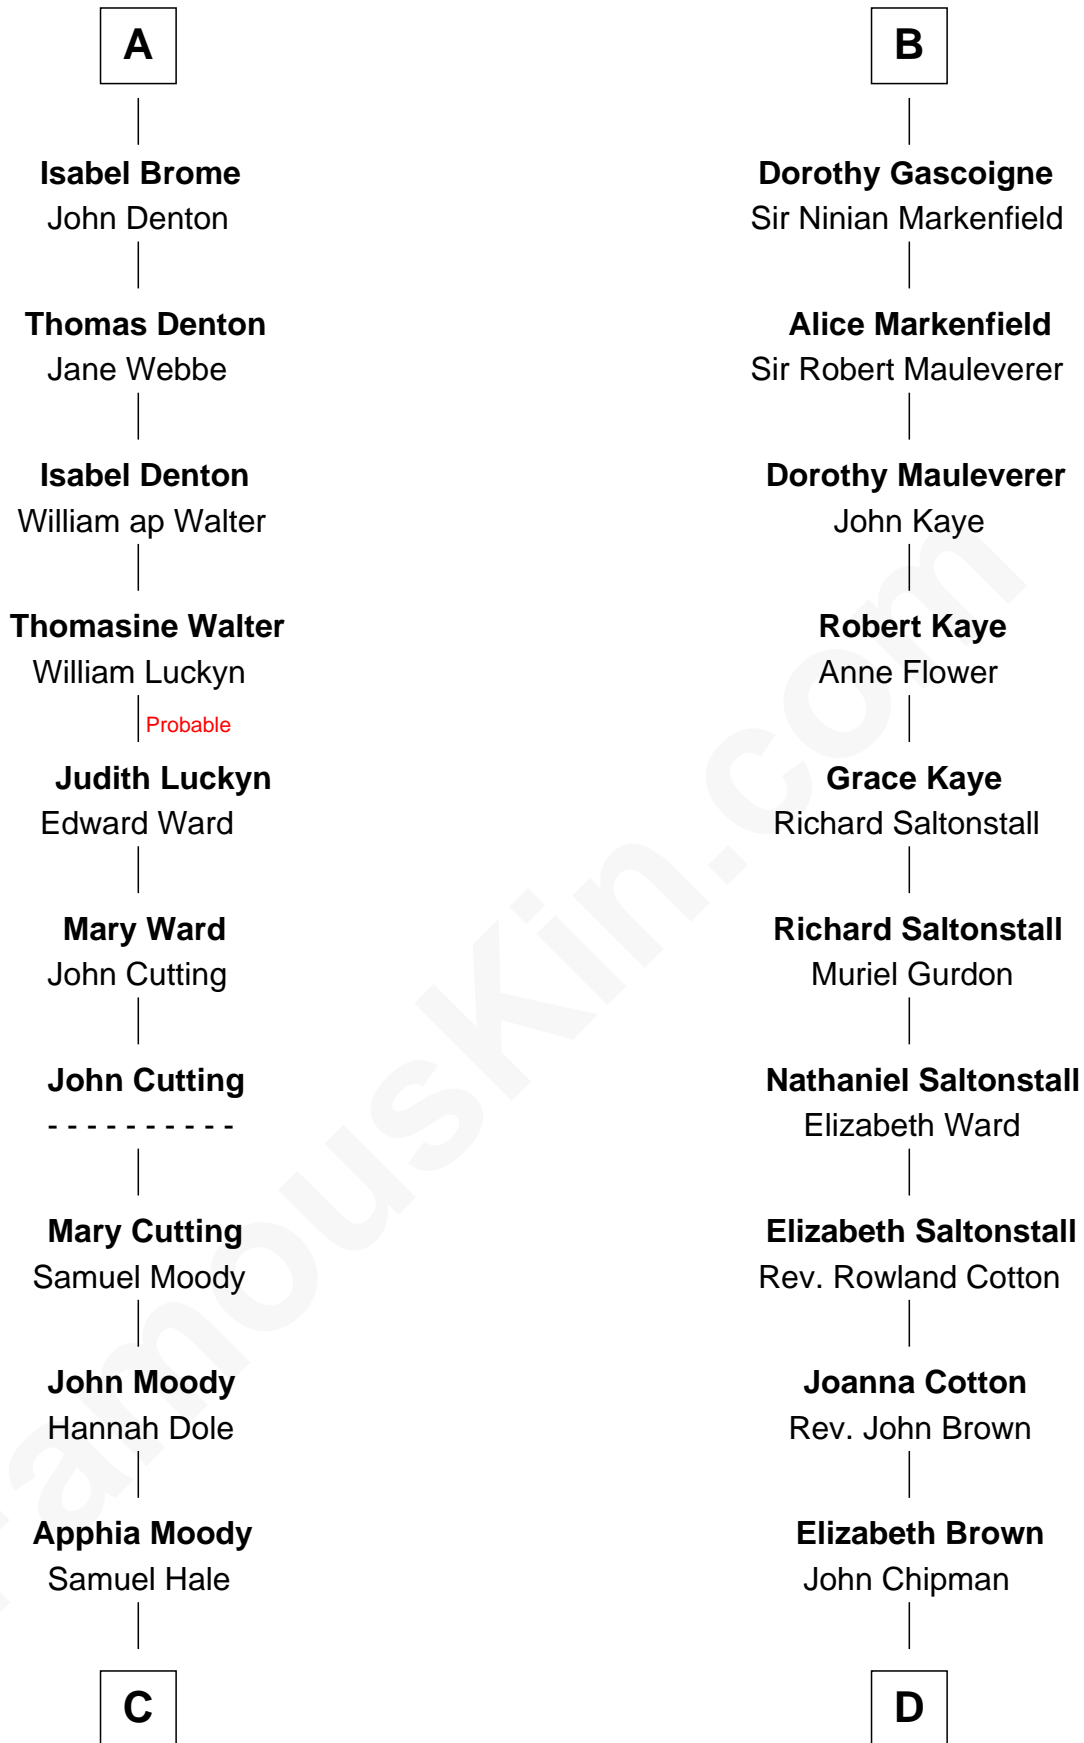 A
Isabel Brome
John Denton
Thomas Denton
Jane Webbe
Isabel Denton
William ap Walter
Thomasine Walter
William Luckyn
Probable
Judith Luckyn
Edward Ward
Mary Ward
John Cutting
John Cutting
- - - - - - - - - -
Mary Cutting
Samuel Moody
John Moody
Hannah Dole
Apphia Moody
Samuel Hale
C
B
Dorothy Gascoigne
Sir Ninian Markenfield
Alice Markenfield
Sir Robert Mauleverer
Dorothy Mauleverer
John Kaye
Robert Kaye
Anne Flower
Grace Kaye
Richard Saltonstall
Richard Saltonstall
Muriel Gurdon
Nathaniel Saltonstall
Elizabeth Ward
Elizabeth Saltonstall
Rev. Rowland Cotton
Joanna Cotton
Rev. John Brown
Elizabeth Brown
John Chipman
D
FamousKin.com